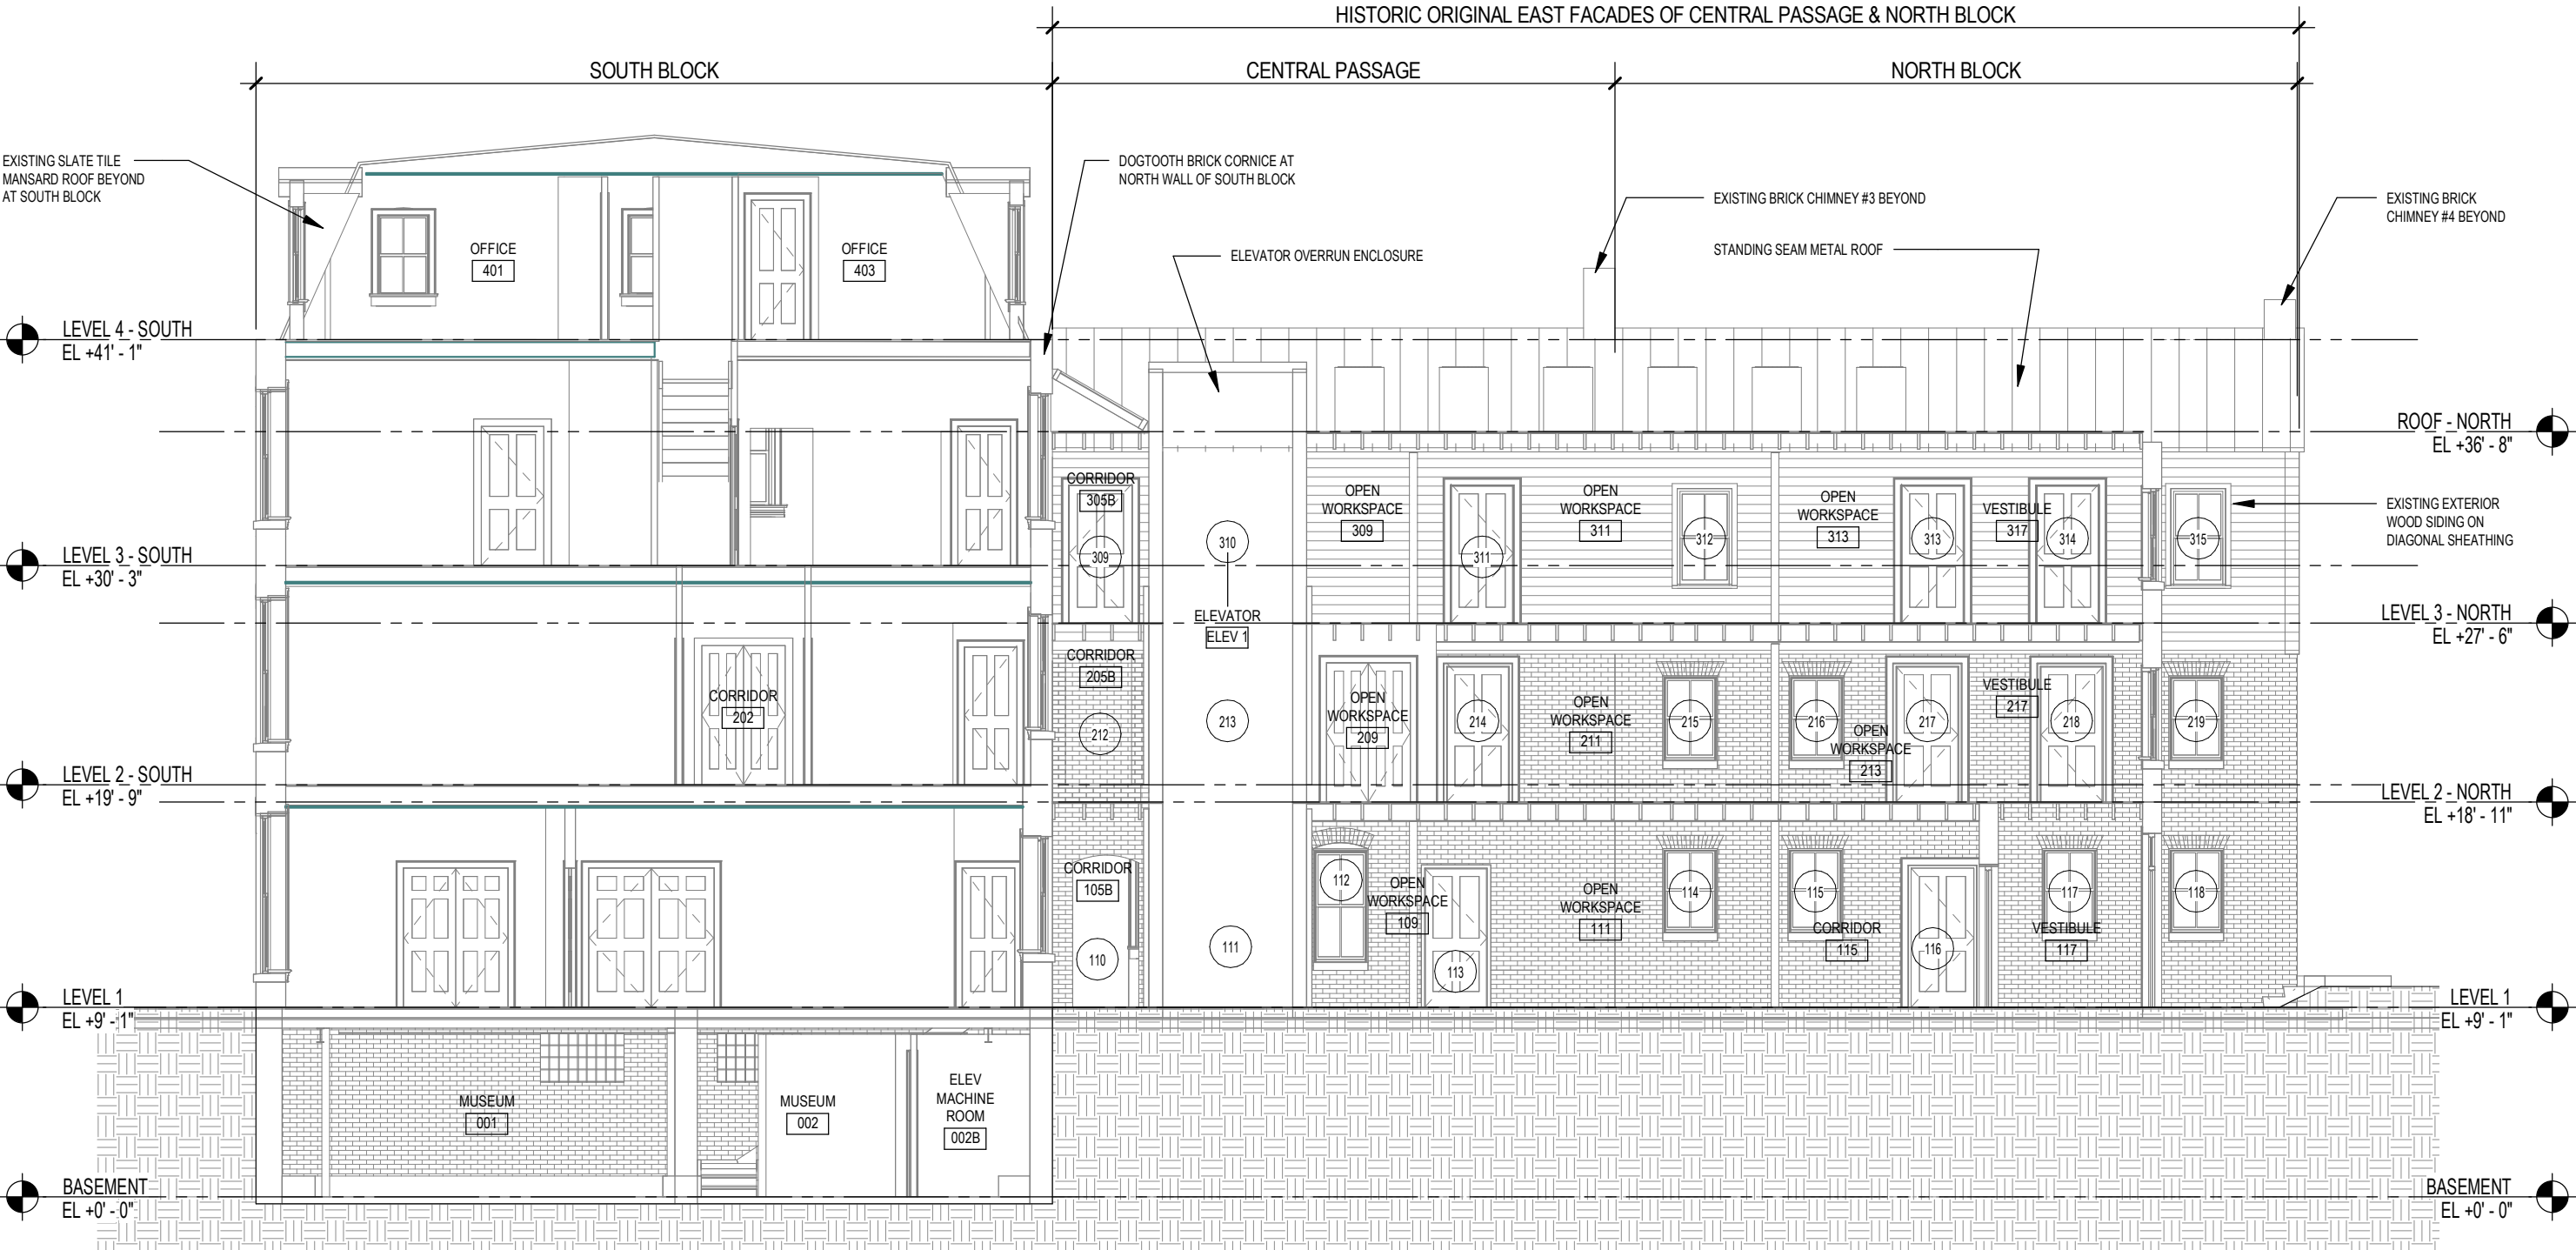 HISTORIC ORIGINAL EAST FACADES OF CENTRAL PASSAGE & NORTH BLOCK
SOUTH BLOCK
CENTRAL PASSAGE
NORTH BLOCK
EXISTING SLATE TILE
MANSARD ROOF BEYOND
AT SOUTH BLOCK
DOGTOOTH BRICK CORNICE AT
NORTH WALL OF SOUTH BLOCK
EXISTING BRICK CHIMNEY #3 BEYOND
EXISTING BRICK
CHIMNEY #4 BEYOND
ELEVATOR OVERRUN ENCLOSURE
STANDING SEAM METAL ROOF
OFFICE
401
OFFICE
403
LEVEL 4 - SOUTH
EL +41' - 1"
ROOF - NORTH
EL +36' - 8"
CORRIDOR
305B
309
310
OPEN
WORKSPACE
309
311
OPEN
WORKSPACE
311
312
OPEN
WORKSPACE
313
313
VESTIBULE
317
314
315
EXISTING EXTERIOR
WOOD SIDING ON
DIAGONAL SHEATHING
LEVEL 3 - SOUTH
EL +30' - 3"
ELEVATOR
ELEV 1
LEVEL 3 - NORTH
EL +27' - 6"
CORRIDOR
202
CORRIDOR
205B
212
213
OPEN
WORKSPACE
209
214
OPEN
WORKSPACE
211
215
216
OPEN
WORKSPACE
213
217
VESTIBULE
217
218
219
LEVEL 2 - SOUTH
EL +19' - 9"
LEVEL 2 - NORTH
EL +18' - 11"
CORRIDOR
105B
110
111
112
OPEN
WORKSPACE
109
113
OPEN
WORKSPACE
111
114
115
CORRIDOR
115
116
117
VESTIBULE
117
118
LEVEL 1
EL +9' - 1"
LEVEL 1
EL +9' - 1"
MUSEUM
001
MUSEUM
002
ELEV
MACHINE
ROOM
002B
BASEMENT
EL +0' - 0"
BASEMENT
EL +0' - 0"